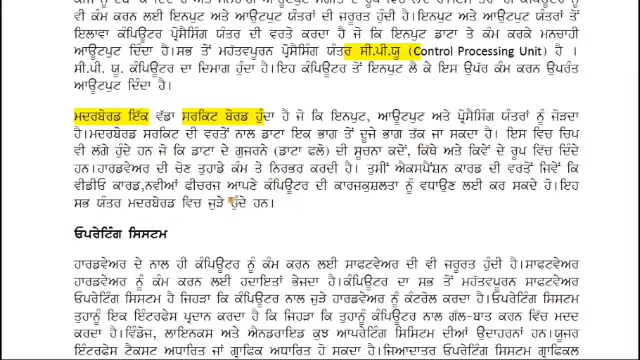 ਵੀ ਕੰਮ ਕਰਨ ਲਈ ਇਨਪੁਟ ਅਤੇ ਆਉਟਪੁਟ ਯੰਤਰਾਂ ਦੀ ਜਰੂਰਤ ਹੁੰਦੀ ਹੈ।ਇਨਪੁਟ ਅਤੇ ਆਉਟਪੁਟ ਯੰਤਰਾਂ ਤੋਂ
ਇਲਾਵਾ ਕੰਪਿਊਟਰ ਪ੍ਰੋਸੈਸਿੰਗ ਯੰਤਰਾਂ ਦੀ ਵਰਤੋ ਕਰਦਾ ਹੈ ਜੋ ਕਿ ਇਨਪੁਟ ਡਾਟਾ ਤੇ ਕੰਮ ਕਰਕੇ ਮਨਚਾਹੀ
ਆਊਟਪੁਟ ਦਿੰਦਾ ਹੈ।ਸਭ ਤੋਂ ਮਹੱਤਵਪੂਰਨ ਪ੍ਰੋਸੈਸਿੰਗ ਯੰਤਰ ਸੀ.ਪੀ.ਯੂ (Control Processing Unit) ਹੈ ।
ਸੀ.ਪੀ. ਯੂ. ਕੰਪਿਊਟਰ ਦਾ ਦਿਮਾਗ ਹੁੰਦਾ ਹੈ।ਇਹ ਕੰਪਿਊਟਰ ਤੋਂ ਇਨਪੁਟ ਲੈ ਕੇ ਇਸ ਉੱਪਰ ਕੰਮ ਕਰਨ ਉਪਰੰਤ
ਆਊਟਪੁਟ ਦਿੰਦਾ ਹੈ।
ਮਦਰਬੋਰਡ ਇੱਕ ਵੱਡਾ ਸਰਕਿਟ ਬੋਰਡ ਹੁੰਦਾ ਹੈ ਜੋ ਕਿ ਇਨਪੁਟ, ਆਊਟਪੁਟ ਅਤੇ ਪ੍ਰੋਸੈਸਿੰਗ ਯੰਤਰਾਂ ਨੂੰ ਜੋੜਦਾ
ਹੈ।ਮਦਰਬੋਰਡ ਸਰਕਿਟ ਦੀ ਵਰਤੋਂ ਨਾਲ ਡਾਟਾ ਇਕ ਭਾਗ ਤੋਂ ਦੂਜੇ ਭਾਗ ਤੱਕ ਜਾ ਸਕਦਾ ਹੈ। ਇਸ ਵਿਚ ਚਿਪ
ਵੀ ਲੱਗੇ ਹੁੰਦੇ ਹਨ ਜੋ ਕਿ ਡਾਟਾ ਦੇ ਗੁਜਰਨੇ (ਡਾਟਾ ਫਲੋ) ਦੀ ਸੂਚਨਾ ਕਦੋਂ, ਕਿੱਥੇ ਅਤੇ ਕਿਵੇਂ ਦੇ ਰੂਪ ਵਿੱਚ ਦਿੰਦੇ
ਹਨ।ਹਾਰਡਵੇਅਰ ਦੀ ਚੋਣ ਤੁਹਾਡੇ ਕੰਮ ਤੇ ਨਿਰਭਰ ਕਰਦੀ ਹੈ। ਤੁਸੀਂ ਐਕਸਪੈਂਸ਼ਨ ਕਾਰਡ ਦੀ ਵਰਤੋਂ ਜਿਵੇਂ ਕਿ
ਵੀਡੀਓ ਕਾਰਡ,ਨਵੀਆਂ ਫੀਚਰਜ ਆਪਣੇ ਕੰਪਿਊਟਰ ਦੀ ਕਾਰਜਕੁਸ਼ਲਤਾ ਨੂੰ ਵਧਾਉਣ ਲਈ ਕਰ ਸਕਦੇ ਹੋ।ਇਹ
ਸਭ ਯੰਤਰ ਮਦਰਬੋਰਡ ਵਿਚ ਜੁੜੇ ਹੁੰਦੇ ਹਨ।
ਓਪਰੇਟਿੰਗ ਸਿਸਟਮ
ਹਾਰਡਵੇਅਰ ਦੇ ਨਾਲ ਹੀ ਕੰਪਿਊਟਰ ਨੂੰ ਕੰਮ ਕਰਨ ਲਈ ਸਾਫਟਵੇਅਰ ਦੀ ਵੀ ਜਰੂਰਤ ਹੁੰਦੀ ਹੈ।ਸਾਫਟਵੇਅਰ
ਹਾਰਡਵੇਅਰ ਨੂੰ ਕੰਮ ਕਰਨ ਲਈ ਹਦਾਇਤਾਂ ਭੇਜਦਾ ਹੈ।ਕੰਪਿਊਟਰ ਦਾ ਸਭ ਤੋਂ ਮਹੱਤਵਪੂਰਨ ਸਾਫਟਵੇਅਰ
ਓਪਰੇਟਿੰਗ ਸਿਸਟਮ ਹੈ ਜਿਹੜਾ ਕਿ ਕੰਪਿਊਟਰ ਨਾਲ ਜੁੜੇ ਹਾਰਡਵੇਅਰ ਨੂੰ ਕੰਟਰੋਲ ਕਰਦਾ ਹੈ।ਓਪਰੇਟਿੰਗ ਸਿਸਟਮ
ਤੁਹਾਨੂੰ ਇਕ ਇੰਟਰਫੇਸ ਪ੍ਰਦਾਨ ਕਰਦਾ ਹੈ ਜਿਹੜਾ ਕਿ ਤੁਹਾਨੂੰ ਕੰਪਿਊਟਰ ਨਾਲ ਗੱਲ-ਬਾਤ ਕਰਨ ਵਿੱਚ ਮਦਦ
ਕਰਦਾ ਹੈ। ਵਿੰਡੋਜ, ਲਾਇਨਕਸ ਅਤੇ ਐਨਡਰਾਇਡ ਕੁਝ ਆਪਰੇਟਿੰਗ ਸਿਸਿਟਮ ਦੀਆਂ ਉਦਾਹਰਨਾਂ ਹਨ।ਯੂਜਰ
ਇੰਟਰਫੇਸ ਟੈਕਸਟ ਅਧਾਰਿਤ ਜਾਂ ਗ੍ਰਾਫਿਕ ਅਧਾਰਿਤ ਹੋ ਸਕਦਾ ਹੈ।ਜਿਆਦਾਤਰ ਓਪਰੇਟਿੰਗ ਸਿਸਟਮ ਗ੍ਰਾਫਿਕਲ